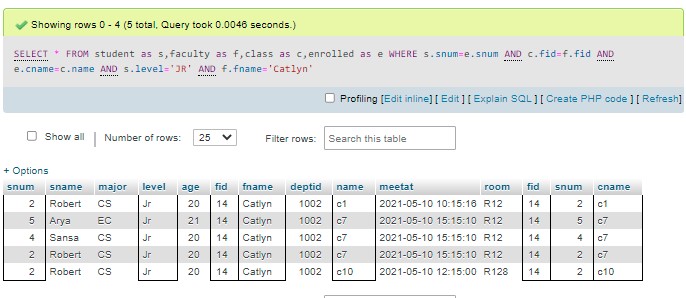 Showing rows 0 - 4 (5 total, Query took 0.0046 seconds.)
SELECT * FROM student as s,faculty as f,class as c,enrolled as e WHERE s.snum=e.snum AND c.fid=f.fid AND
e.cname=c.name AND s.level='JR' AND f.fname='Catlyn'
Profiling [Edit inline] [ Edit ] [ Explain SQL ] [ Create PHP code ] [ Refresh]
Show all | Number of rows: 25 Filter rows: Search this table
+ Options
snum sname major level age fid fname deptid name meetat room fid snum cname
2 Robert CS Jr 20 14 Catlyn 1002 c1 2021-05-10 10:15:16 R12 14 2 c1
5 Arya EC Jr 21 14 Catlyn 1002 c7 2021-05-10 15:15:10 R12 14 5 c7
4 Sansa CS Jr 20 14 Catlyn 1002 c7 2021-05-10 15:15:10 R12 14 4 c7
2 Robert CS Jr 20 14 Catlyn 1002 c7 2021-05-10 15:15:10 R12 14 2 c7
2 Robert CS Jr 20 14 Catlyn 1002 c10 2021-05-10 12:15:00 R128 14 2 c10